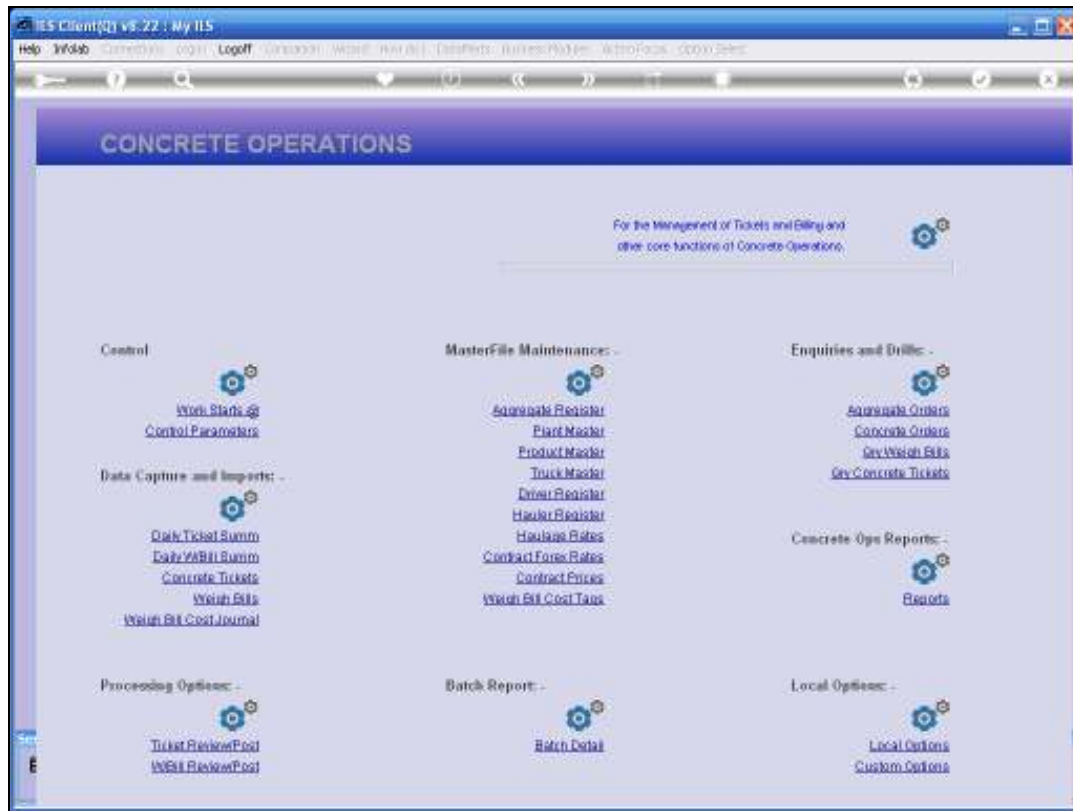 IES Client(Q) v8.22 : My IES
Help Infolab Logoff
CONCRETE OPERATIONS
For the Management of Tickets and Billing and
other core functions of Concrete Operations.
Control
Work Starts @
Control Parameters
Data Capture and Imports: -
Daily Ticket Summ
Daily WBill Summ
Concrete Tickets
Weigh Bills
Weigh Bill Cost Journal
MasterFile Maintenance: -
Aggregate Register
Plant Master
Product Master
Truck Master
Driver Register
Hauler Register
Haulage Rates
Contract Forex Rates
Contract Prices
Weigh Bill Cost Tags
Enquiries and Drills: -
Aggregate Orders
Concrete Orders
Qry Weigh Bills
Qry Concrete Tickets
Concrete Ops Reports: -
Reports
Processing Options: -
Ticket Review/Post
WBill Review/Post
Batch Report: -
Batch Detail
Local Options: -
Local Options
Custom Options